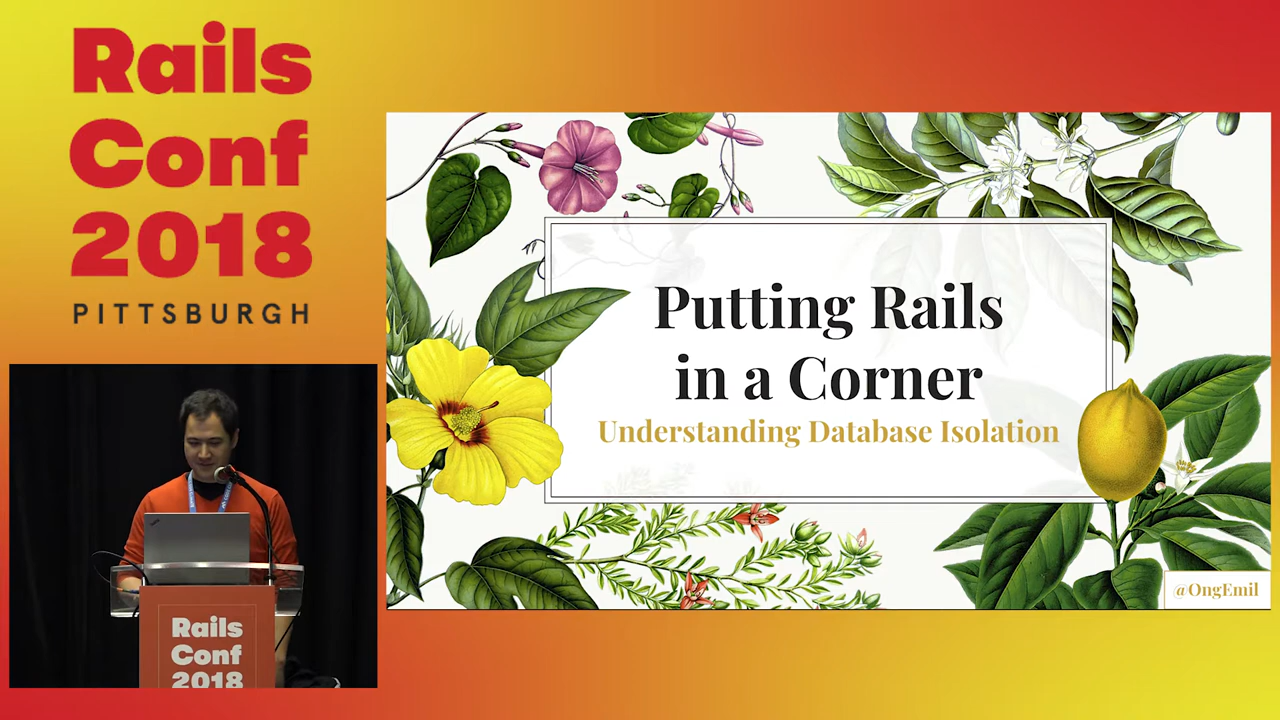 Rails
Conf
2018
PITTSBURGH
Putting Rails
in a Corner
Understanding Database Isolation
@OngEmil
Rails
Conf
2018